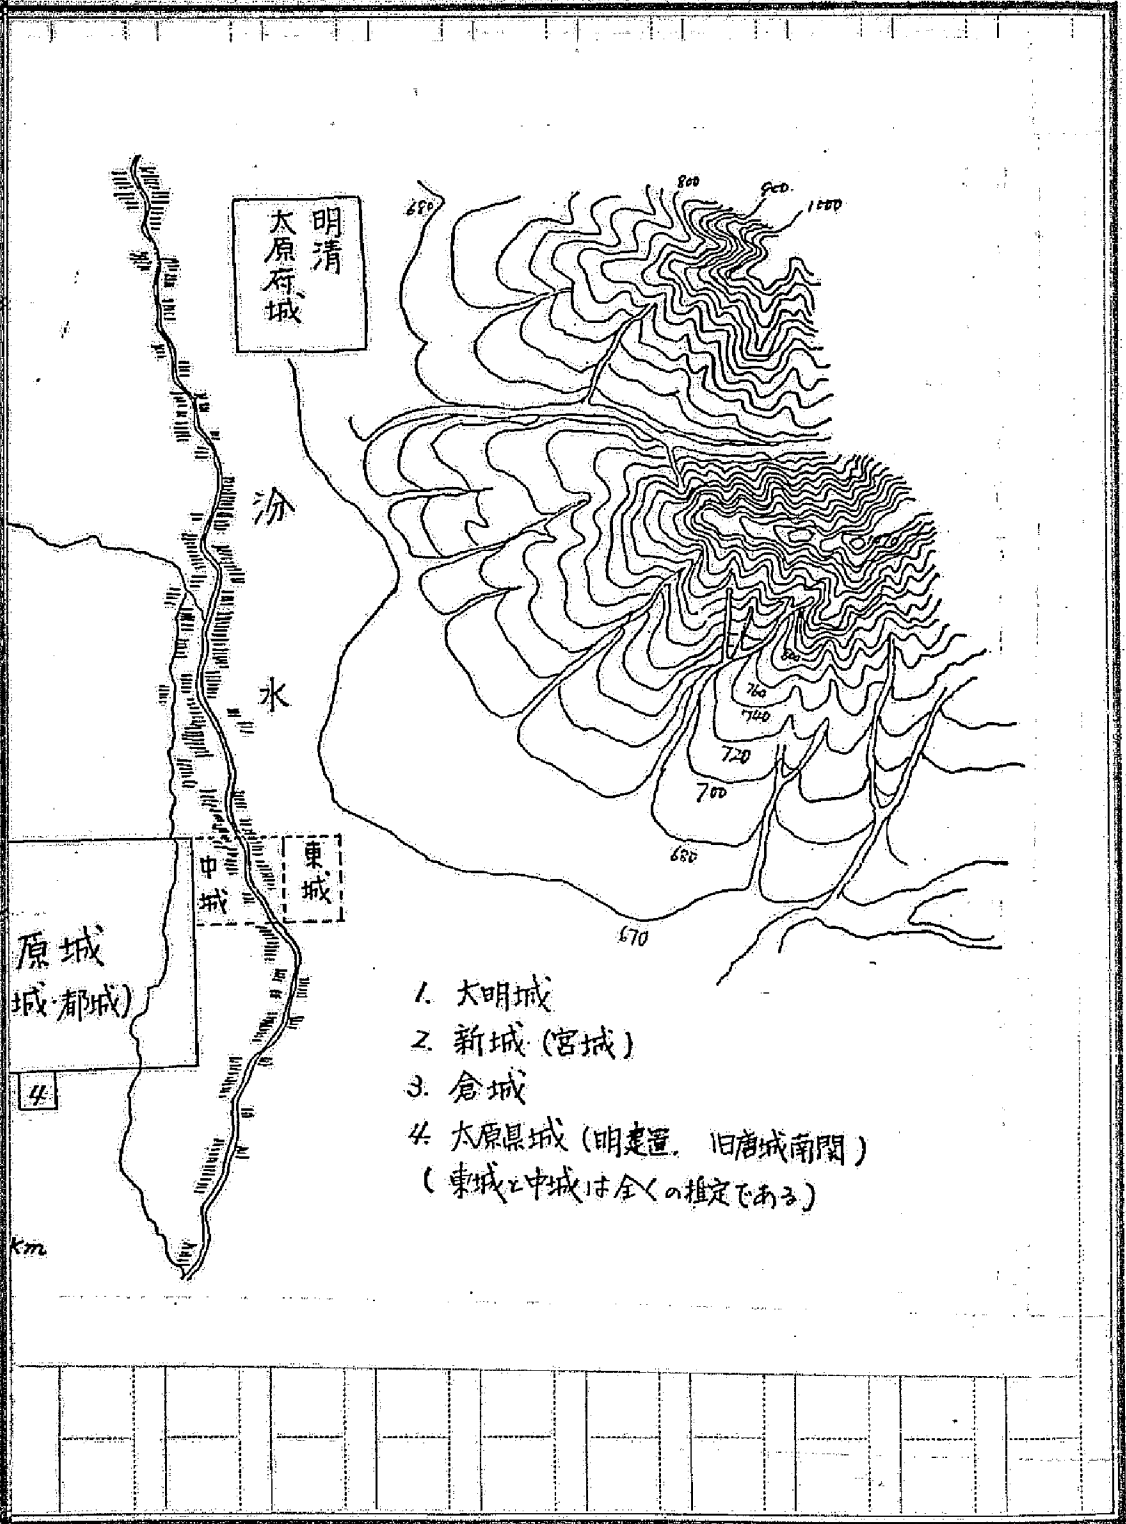 800
900
1000
680
明清
太原府城
汾水
800
760
740
720
700
680
670
中城
東城
原城
城・都城)
4
km
1. 大明城
2. 新城 (宮城)
3. 倉城
4. 太原県城 (明建置. 旧唐城南関)
(東城と中城は全くの推定である)